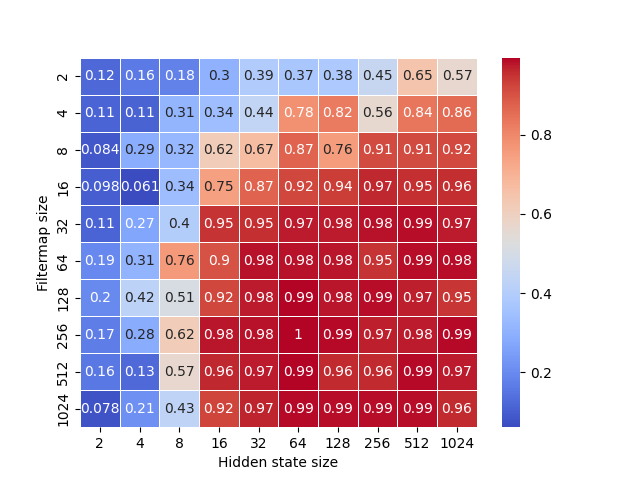 2 0.12 0.16 0.18 0.3 0.39 0.37 0.38 0.45 0.65 0.57
4 0.11 0.11 0.31 0.34 0.44 0.78 0.82 0.56 0.84 0.86
8 0.084 0.29 0.32 0.62 0.67 0.87 0.76 0.91 0.91 0.92
16 0.098 0.061 0.34 0.75 0.87 0.92 0.94 0.97 0.95 0.96
32 0.11 0.27 0.4 0.95 0.95 0.97 0.98 0.98 0.99 0.97
64 0.19 0.31 0.76 0.9 0.98 0.98 0.98 0.95 0.99 0.98
128 0.2 0.42 0.51 0.92 0.98 0.99 0.98 0.99 0.97 0.95
256 0.17 0.28 0.62 0.98 0.98 1 0.99 0.97 0.98 0.99
512 0.16 0.13 0.57 0.96 0.97 0.99 0.96 0.96 0.99 0.97
1024 0.078 0.21 0.43 0.92 0.97 0.99 0.99 0.99 0.99 0.96
2 4 8 16 32 64 128 256 512 1024
Hidden state size
Filtermap size
0.8
0.6
0.4
0.2